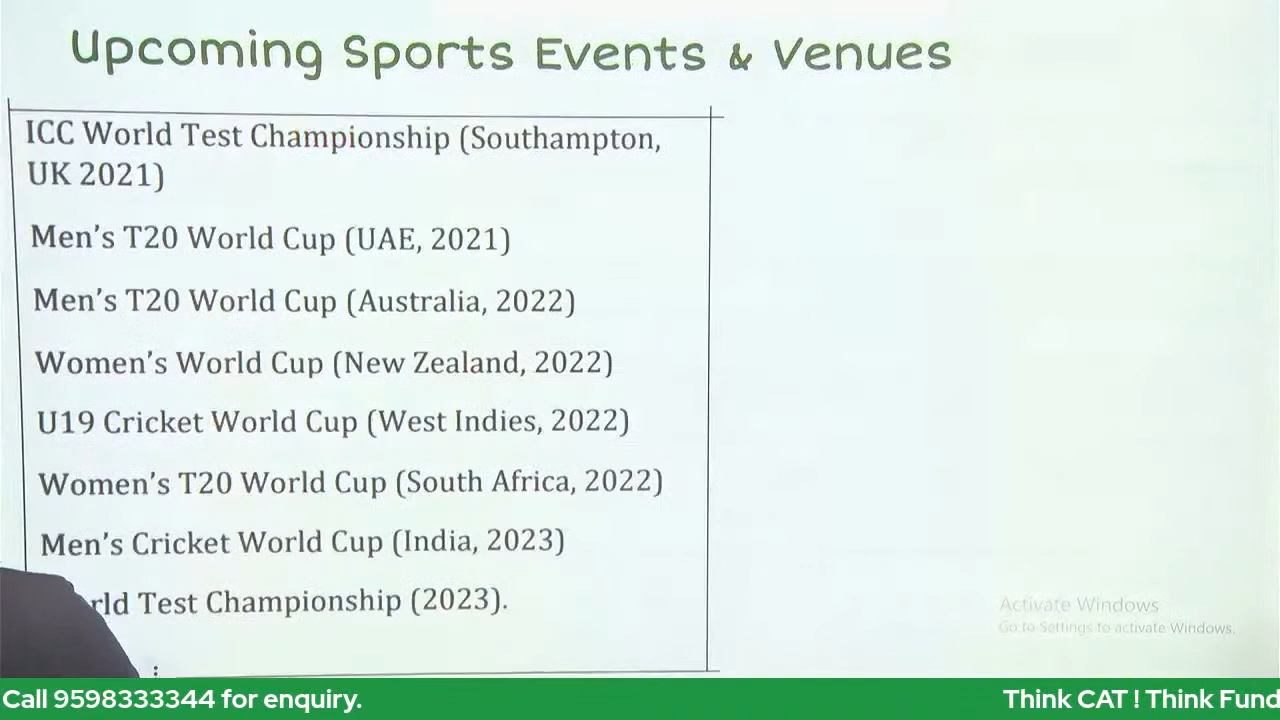 Upcoming Sports Events & Venues
ICC World Test Championship (Southampton,
UK 2021)
Men's T20 World Cup (UAE, 2021)
Men's T20 World Cup (Australia, 2022)
Women's World Cup (New Zealand, 2022)
U19 Cricket World Cup (West Indies, 2022)
Women's T20 World Cup (South Africa, 2022)
Men's Cricket World Cup (India, 2023)
Test Championship (2023).
Activate Windows
Go to Settings to activate Windows.
Call 9598333344 for enquiry.
Think CAT ! Think Fund